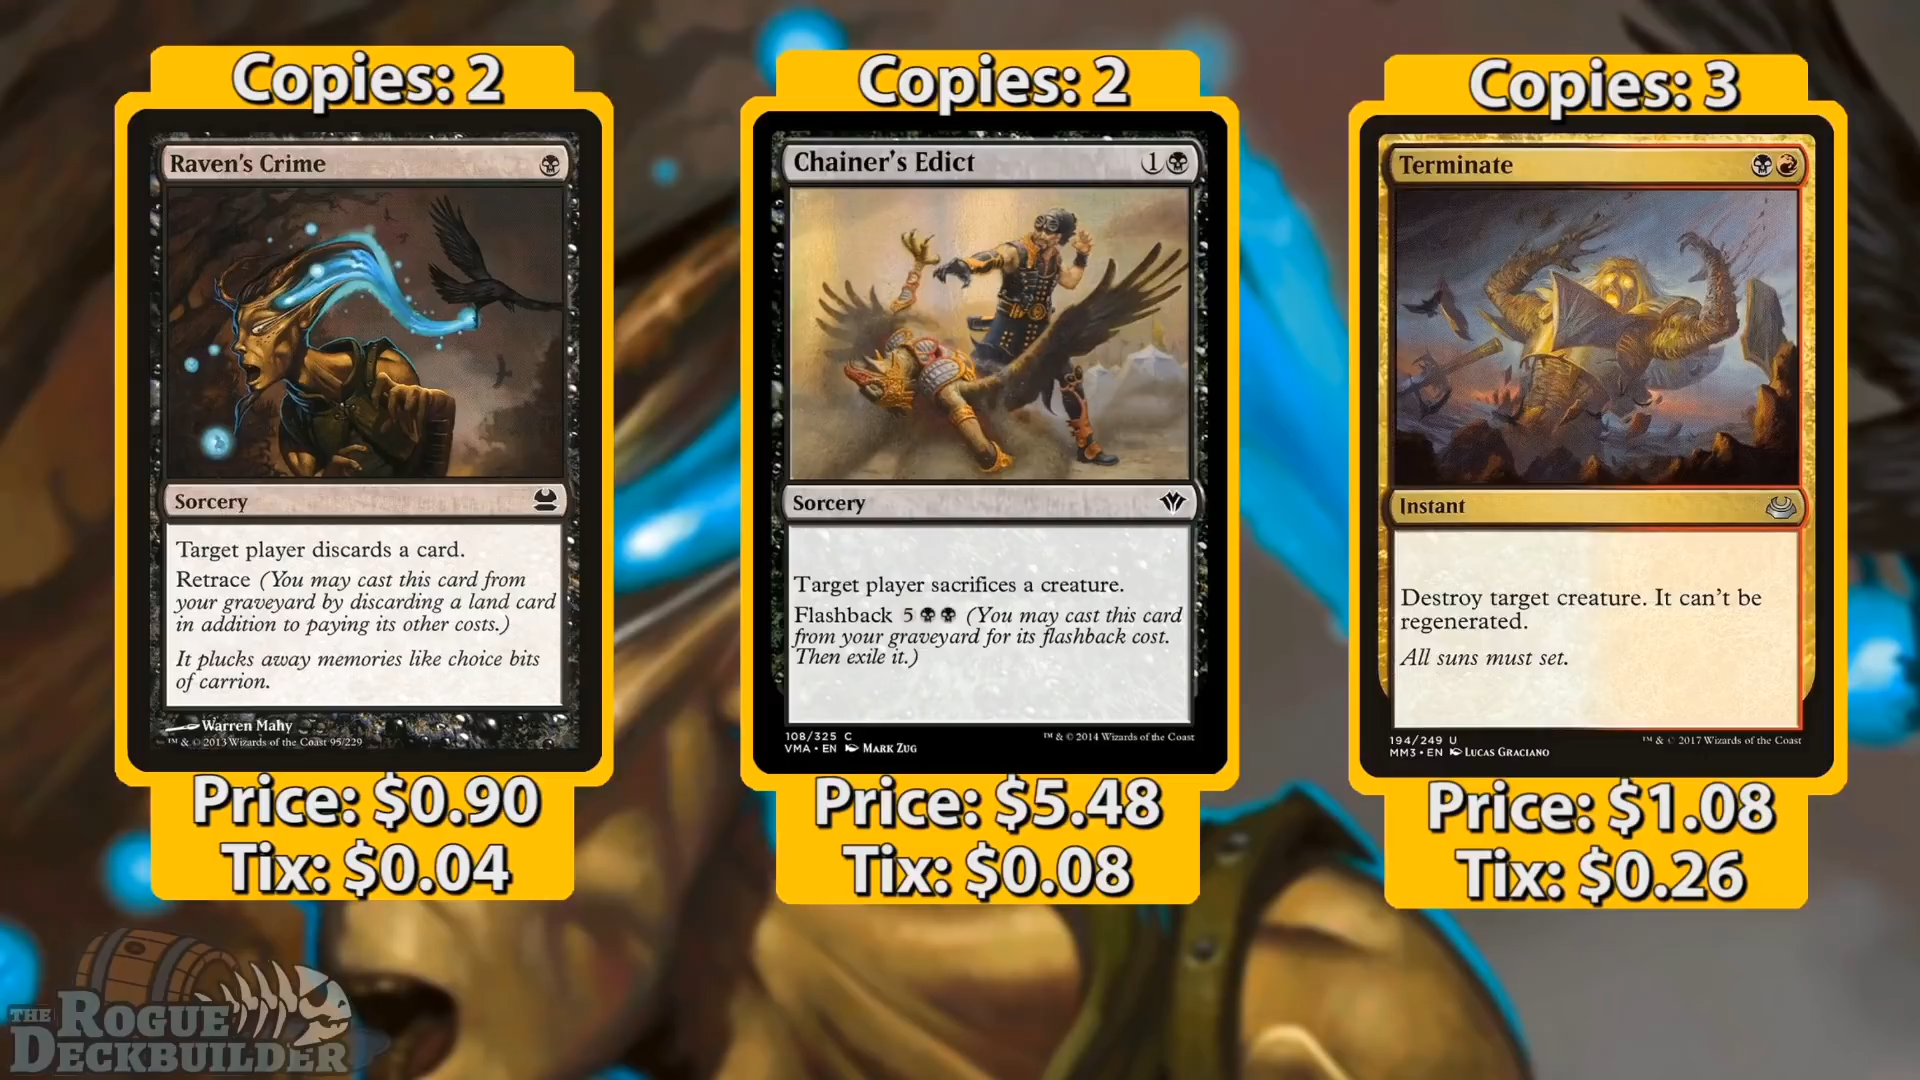 Copies: 2
Raven's Crime
Sorcery
Target player discards a card.
Retrace (You may cast this card from
your graveyard by discarding a land card
in addition to paying its other costs.)
It plucks away memories like choice bits
of carrion.
Warren Mahy
™ & © 2013 Wizards of the Coast 95/229
Price: $0.90
Tix: $0.04
Copies: 2
Chainer's Edict 1
Sorcery
Target player sacrifices a creature.
Flashback 5 (You may cast this card
from your graveyard for its flashback cost.
Then exile it.)
108/325 C
VMA • EN Mark Zug
™ & © 2014 Wizards of the Coast
Price: $5.48
Tix: $0.08
Copies: 3
Terminate
Instant
Destroy target creature. It can't be
regenerated.
All suns must set.
194/249 U
MM3 • EN Lucas Graciano
™ & © 2017 Wizards of the Coast
Price: $1.08
Tix: $0.26
The Rogue
Deckbuilder